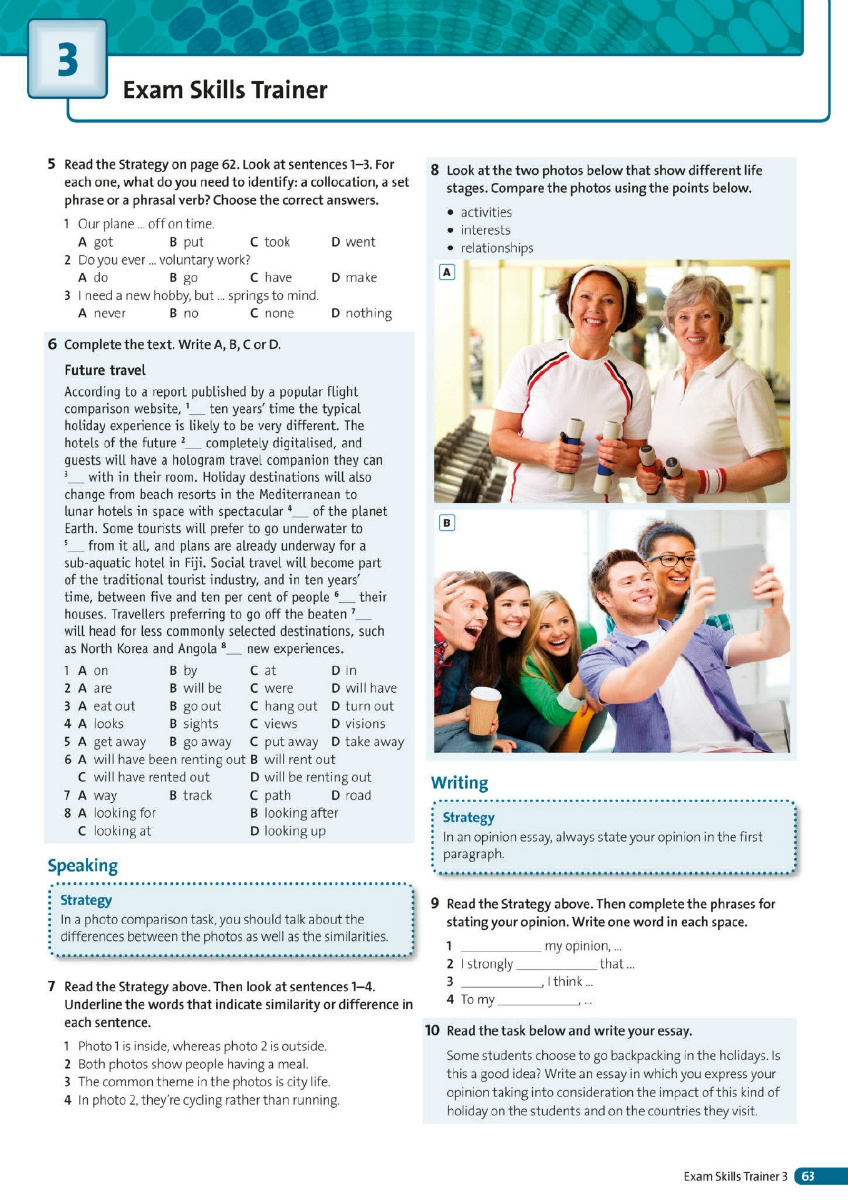 3
Exam Skills Trainer
5 Read the Strategy on page 62. Look at sentences 1–3. For
each one, what do you need to identify: a collocation, a set
phrase or a phrasal verb? Choose the correct answers.
1 Our plane ... off on time.
A got B put C took D went
2 Do you ever ... voluntary work?
A do B go C have D make
3 I need a new hobby, but ... springs to mind.
A never B no C none D nothing
6 Complete the text. Write A, B, C or D.
Future travel
According to a report published by a popular flight
comparison website, 1__ ten years' time the typical
holiday experience is likely to be very different. The
hotels of the future 2__ completely digitalised, and
guests will have a hologram travel companion they can
3__ with in their room. Holiday destinations will also
change from beach resorts in the Mediterranean to
lunar hotels in space with spectacular 4__ of the planet
Earth. Some tourists will prefer to go underwater to
5__ from it all, and plans are already underway for a
sub-aquatic hotel in Fiji. Social travel will become part
of the traditional tourist industry, and in ten years'
time, between five and ten per cent of people 6__ their
houses. Travellers preferring to go off the beaten 7__
will head for less commonly selected destinations, such
as North Korea and Angola 8__ new experiences.
1 A on B by C at D in
2 A are B will be C were D will have
3 A eat out B go out C hang out D turn out
4 A looks B sights C views D visions
5 A get away B go away C put away D take away
6 A will have been renting out B will rent out
C will have rented out D will be renting out
7 A way B track C path D road
8 A looking for B looking after
C looking at D looking up
Speaking
Strategy
In a photo comparison task, you should talk about the
differences between the photos as well as the similarities.
7 Read the Strategy above. Then look at sentences 1–4.
Underline the words that indicate similarity or difference in
each sentence.
1 Photo 1 is inside, whereas photo 2 is outside.
2 Both photos show people having a meal.
3 The common theme in the photos is city life.
4 In photo 2, they're cycling rather than running.
8 Look at the two photos below that show different life
stages. Compare the photos using the points below.
• activities
• interests
• relationships
A
B
Writing
Strategy
In an opinion essay, always state your opinion in the first
paragraph.
9 Read the Strategy above. Then complete the phrases for
stating your opinion. Write one word in each space.
1 __________ my opinion, ...
2 I strongly __________ that ...
3 __________, I think ...
4 To my __________, ...
10 Read the task below and write your essay.
Some students choose to go backpacking in the holidays. Is
this a good idea? Write an essay in which you express your
opinion taking into consideration the impact of this kind of
holiday on the students and on the countries they visit.
Exam Skills Trainer 3 63